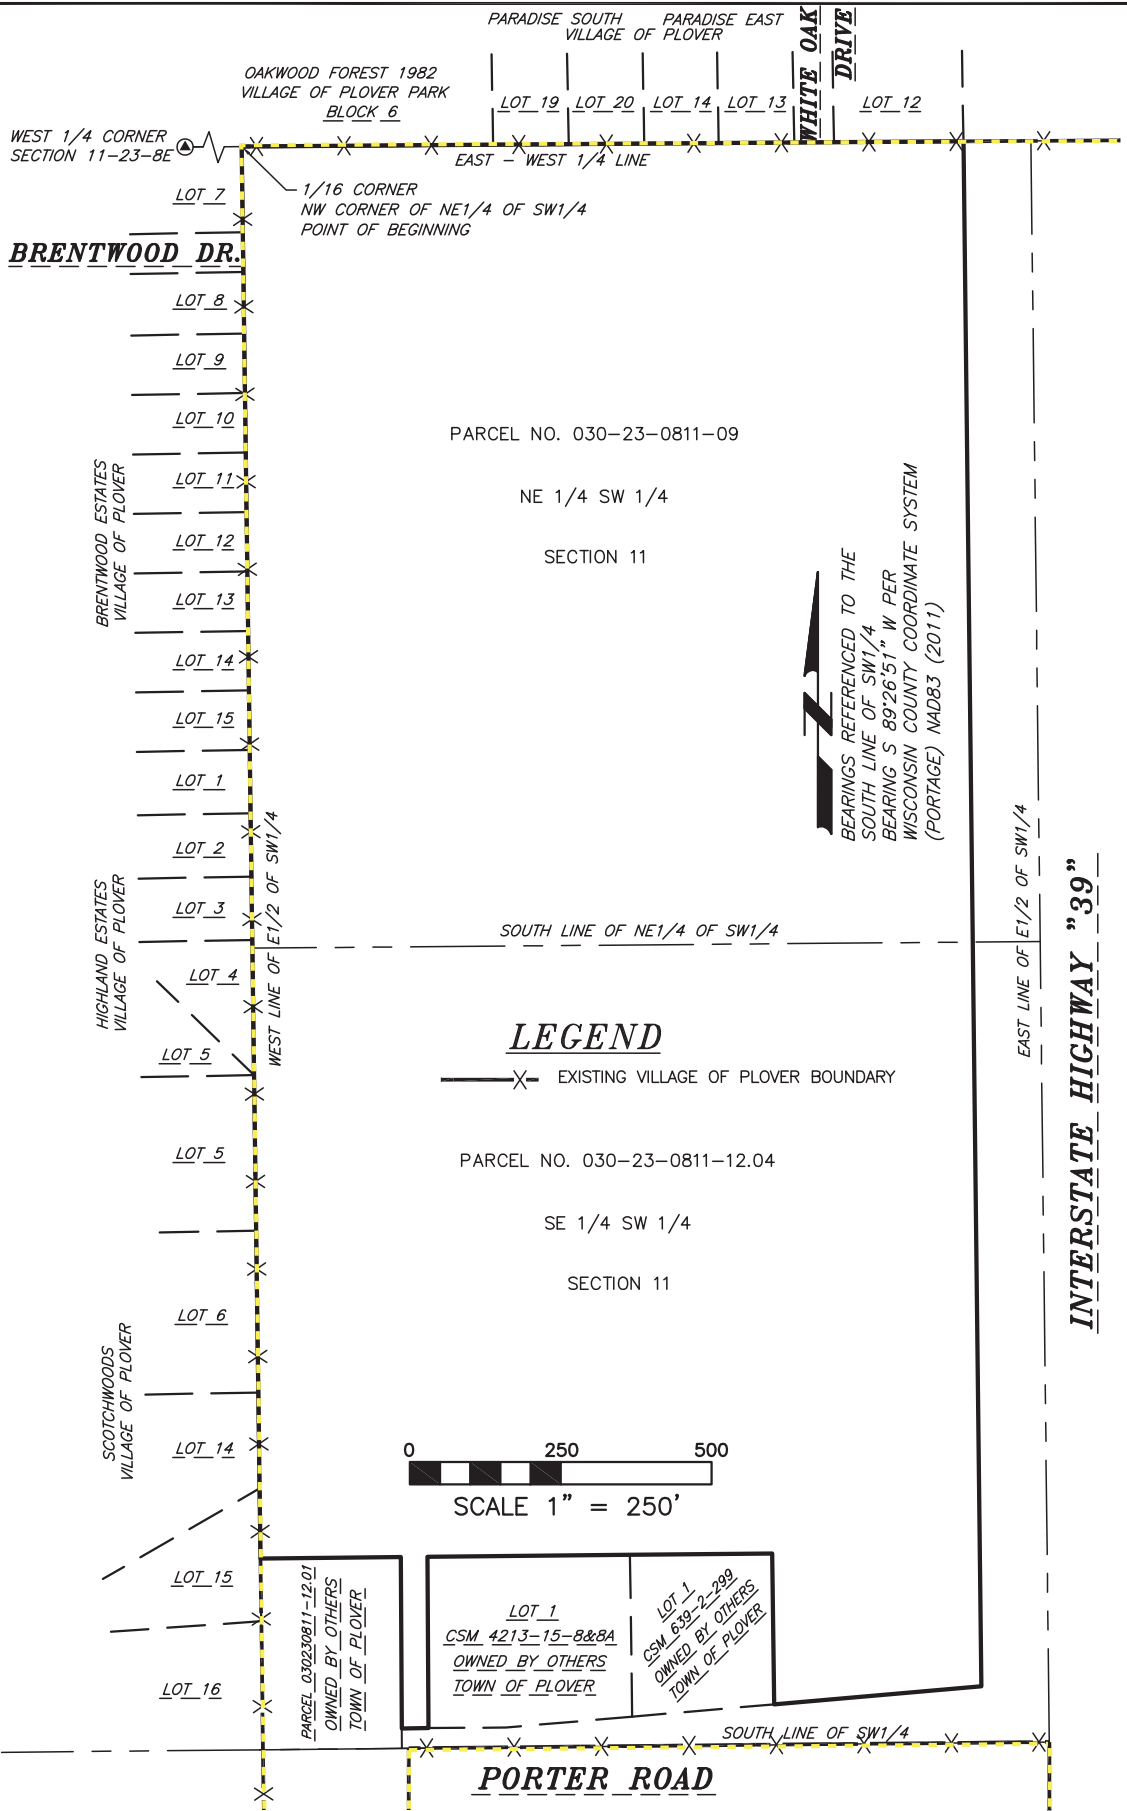 PARADISE SOUTH
PARADISE EAST
VILLAGE OF PLOVER
WHITE OAK
DRIVE
OAKWOOD FOREST 1982
VILLAGE OF PLOVER PARK
BLOCK 6
LOT 19
LOT 20
LOT 14
LOT 13
LOT 12
WEST 1/4 CORNER
SECTION 11-23-8E
EAST - WEST 1/4 LINE
1/16 CORNER
NW CORNER OF NE1/4 OF SW1/4
POINT OF BEGINNING
LOT 7
BRENTWOOD DR.
LOT 8
LOT 9
LOT 10
LOT 11
LOT 12
LOT 13
LOT 14
LOT 15
BRENTWOOD ESTATES
VILLAGE OF PLOVER
PARCEL NO. 030-23-0811-09
NE 1/4 SW 1/4
SECTION 11
BEARINGS REFERENCED TO THE
SOUTH LINE OF SW1/4
BEARING S 89°26'51" W PER
WISCONSIN COUNTY COORDINATE SYSTEM
(PORTAGE) NAD83 (2011)
LOT 1
LOT 2
LOT 3
LOT 4
LOT 5
HIGHLAND ESTATES
VILLAGE OF PLOVER
WEST LINE OF E1/2 OF SW1/4
SOUTH LINE OF NE1/4 OF SW1/4
EAST LINE OF E1/2 OF SW1/4
INTERSTATE HIGHWAY "39"
LEGEND
X
EXISTING VILLAGE OF PLOVER BOUNDARY
PARCEL NO. 030-23-0811-12.04
SE 1/4 SW 1/4
SECTION 11
LOT 5
LOT 6
LOT 14
LOT 15
LOT 16
SCOTCHWOODS
VILLAGE OF PLOVER
0 250 500
SCALE 1" = 250'
PARCEL 030230811-12.01
OWNED BY OTHERS
TOWN OF PLOVER
LOT 1
CSM 4213-15-8&8A
OWNED BY OTHERS
TOWN OF PLOVER
LOT 1
CSM 639-2-299
OWNED BY OTHERS
TOWN OF PLOVER
SOUTH LINE OF SW1/4
PORTER ROAD